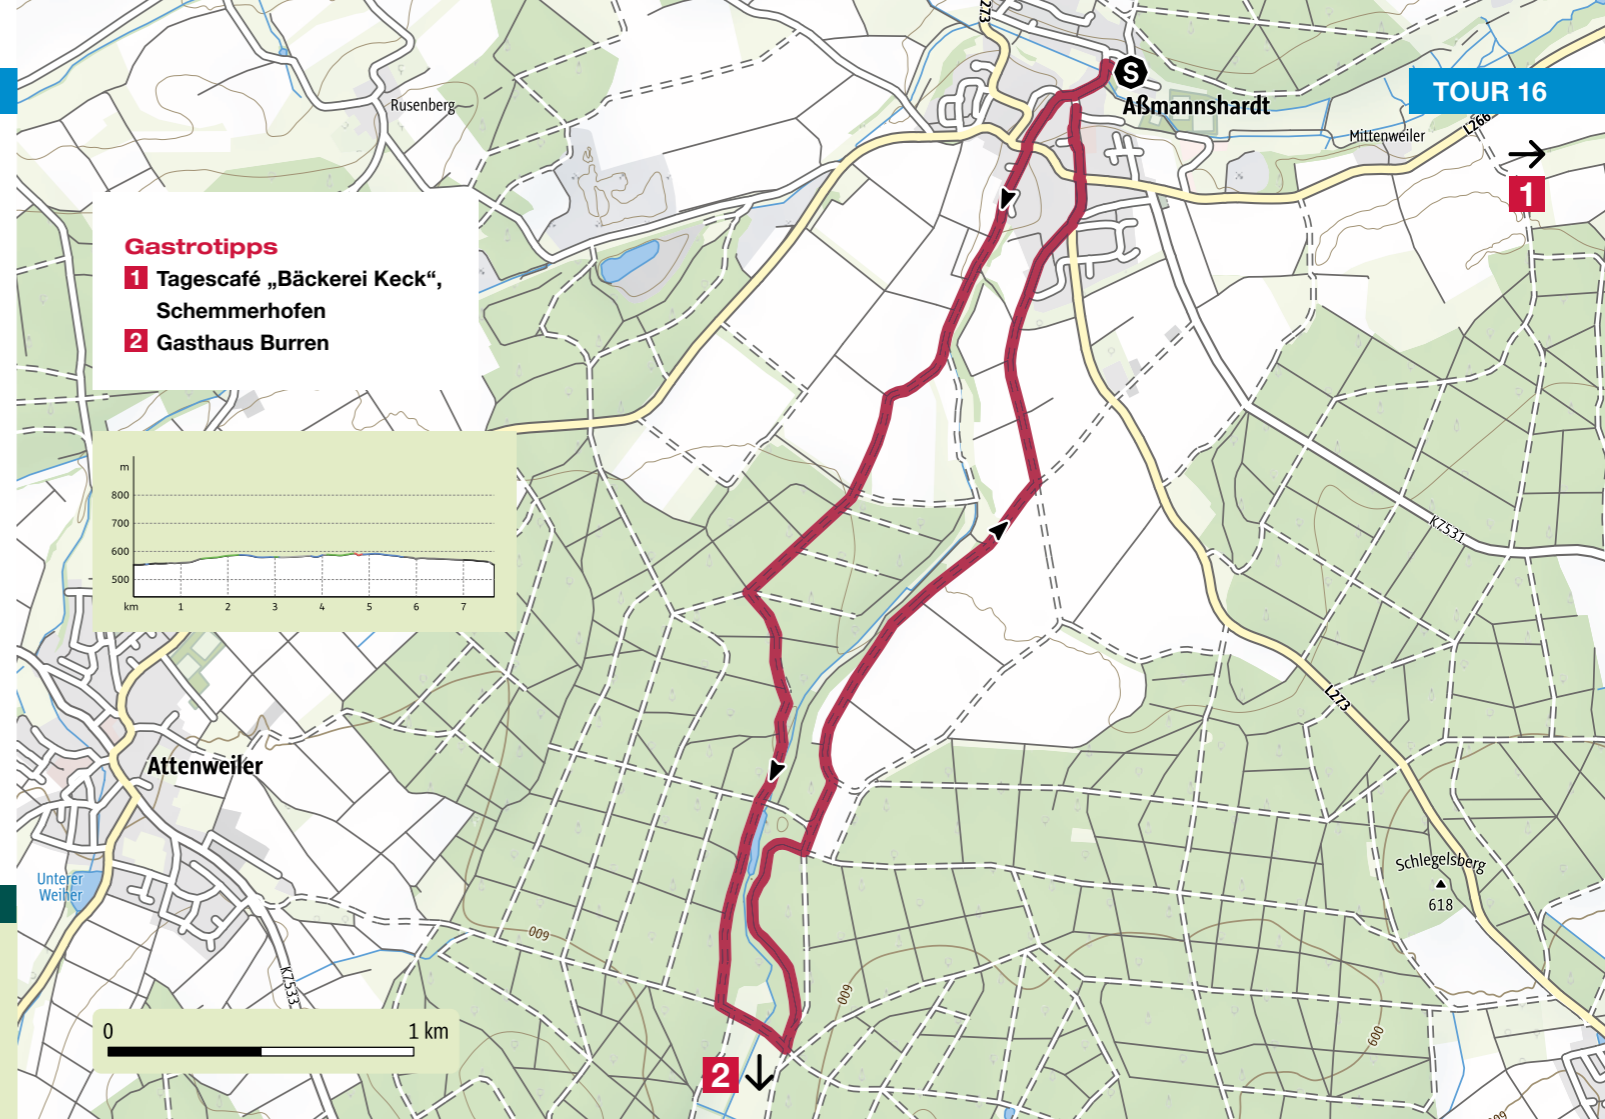 L273
S
Aßmannshardt
TOUR 16
Rusenberg
Mittenweiler
L266
1
Gastrotipps
1 Tagescafé „Bäckerei Keck“,
Schemmerhofen
2 Gasthaus Burren
m
800
700
600
500
km 1 2 3 4 5 6 7
K7531
L273
Attenweiler
Schlegelsberg
618
Unterer
Weiher
600
K7533
600
600
0 1 km
2